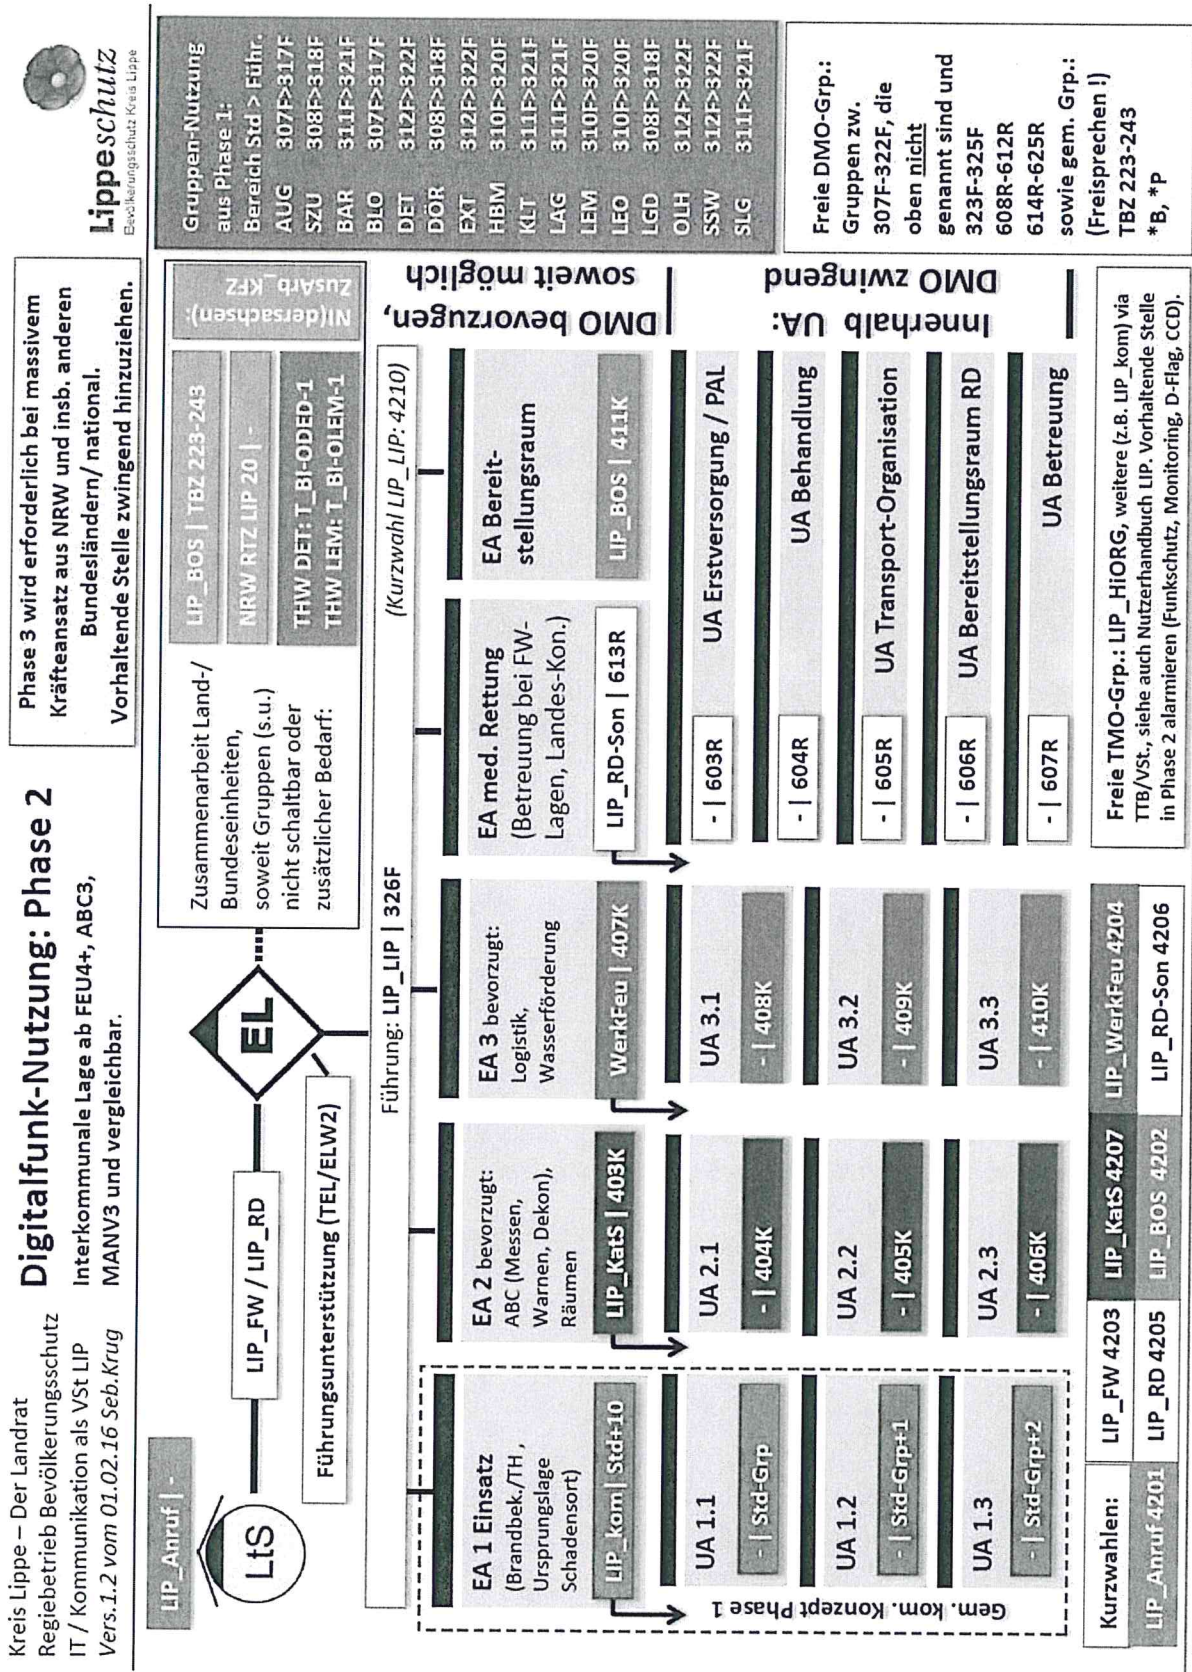 Kreis Lippe – Der Landrat
Regiebetrieb Bevölkerungsschutz
IT / Kommunikation als VSt LIP
Vers.1.2 vom 01.02.16 Seb.Krug
Digitalfunk-Nutzung: Phase 2
Interkommunale Lage ab FEU4+, ABC3,
MANV3 und vergleichbar.
Phase 3 wird erforderlich bei massivem
Kräfteansatz aus NRW und insb. anderen
Bundesländern/ national.
Vorhaltende Stelle zwingend hinzuziehen.
Lippeschutz
Bevölkerungsschutz Kreis Lippe
LIP_Anruf | -
LtS
LIP_FW / LIP_RD
EL
Führungsunterstützung (TEL/ELW2)
Zusammenarbeit Land-/
Bundeseinheiten,
soweit Gruppen (s.u.)
nicht schaltbar oder
zusätzlicher Bedarf:
LIP_BOS | TBZ 223-243
NRW RTZ LIP 20 | -
THW DET: T_BI-ODED-1
THW LEM: T_BI-OLEM-1
NI(dersachsen):
ZusArb_KFZ
Führung: LIP_LIP | 326F
(Kurzwahl LIP_LIP: 4210)
EA 1 Einsatz
(Brandbek./TH,
Ursprungslage
Schadensort)
LIP_kom | Std+10
UA 1.1
- | Std-Grp
UA 1.2
- | Std-Grp+1
UA 1.3
- | Std-Grp+2
Gem. kom. Konzept Phase 1
EA 2 bevorzugt:
ABC (Messen,
Warnen, Dekon),
Räumen
LIP_KatS | 403K
UA 2.1
- | 404K
UA 2.2
- | 405K
UA 2.3
- | 406K
EA 3 bevorzugt:
Logistik,
Wasserförderung
WerkFeu | 407K
UA 3.1
- | 408K
UA 3.2
- | 409K
UA 3.3
- | 410K
EA med. Rettung
(Betreuung bei FW-
Lagen, Landes-Kon.)
LIP_RD-Son | 613R
- | 603R UA Erstversorgung / PAL
- | 604R UA Behandlung
- | 605R UA Transport-Organisation
- | 606R UA Bereitstellungsraum RD
- | 607R UA Betreuung
EA Bereit-
stellungsraum
LIP_BOS | 411K
DMO bevorzugen,
soweit möglich
Innerhalb UA:
DMO zwingend
Gruppen-Nutzung
aus Phase 1:
Bereich Std > Führ.
AUG 307F>317F
SZU 308F>318F
BAR 311F>321F
BLO 307F>317F
DET 312F>322F
DÖR 308F>318F
EXT 312F>322F
HBM 310F>320F
KLT 311F>321F
LAG 311F>321F
LEM 310F>320F
LEO 310F>320F
LGD 308F>318F
OLH 312F>322F
SSW 312F>322F
SLG 311F>321F
Freie DMO-Grp.:
Gruppen zw.
307F-322F, die
oben nicht
genannt sind und
323F-325F
608R-612R
614R-625R
sowie gem. Grp.:
(Freisprechen !)
TBZ 223-243
*B, *P
Kurzwahlen:
LIP_FW 4203
LIP_KatS 4207
LIP_WerkFeu 4204
LIP_Anruf 4201
LIP_RD 4205
LIP_BOS 4202
LIP_RD-Son 4206
Freie TMO-Grp.: LIP_HiORG, weitere (z.B. LIP_kom) via
TTB/VSt., siehe auch Nutzerhandbuch LIP. Vorhaltende Stelle
in Phase 2 alarmieren (Funkschutz, Monitoring, D-Flag, CCD).